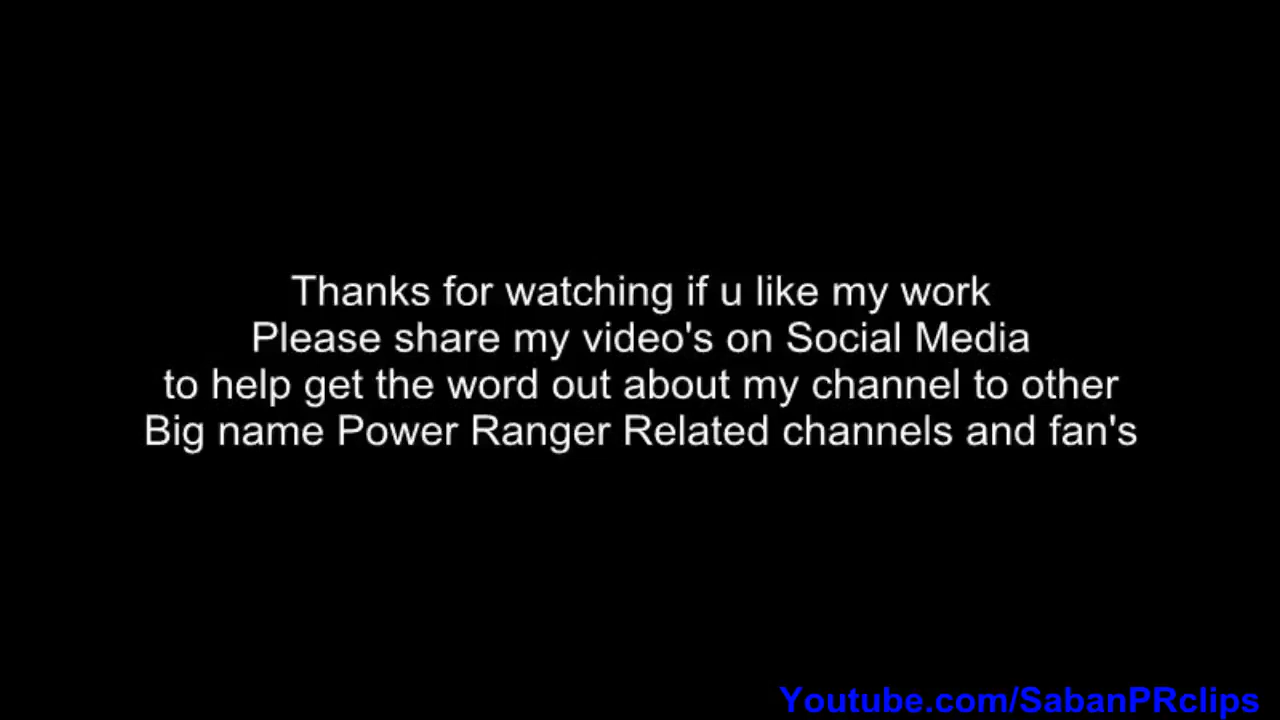 Thanks for watching if u like my work
Please share my video's on Social Media
to help get the word out about my channel to other
Big name Power Ranger Related channels and fan's
Youtube.com/SabanPRclips